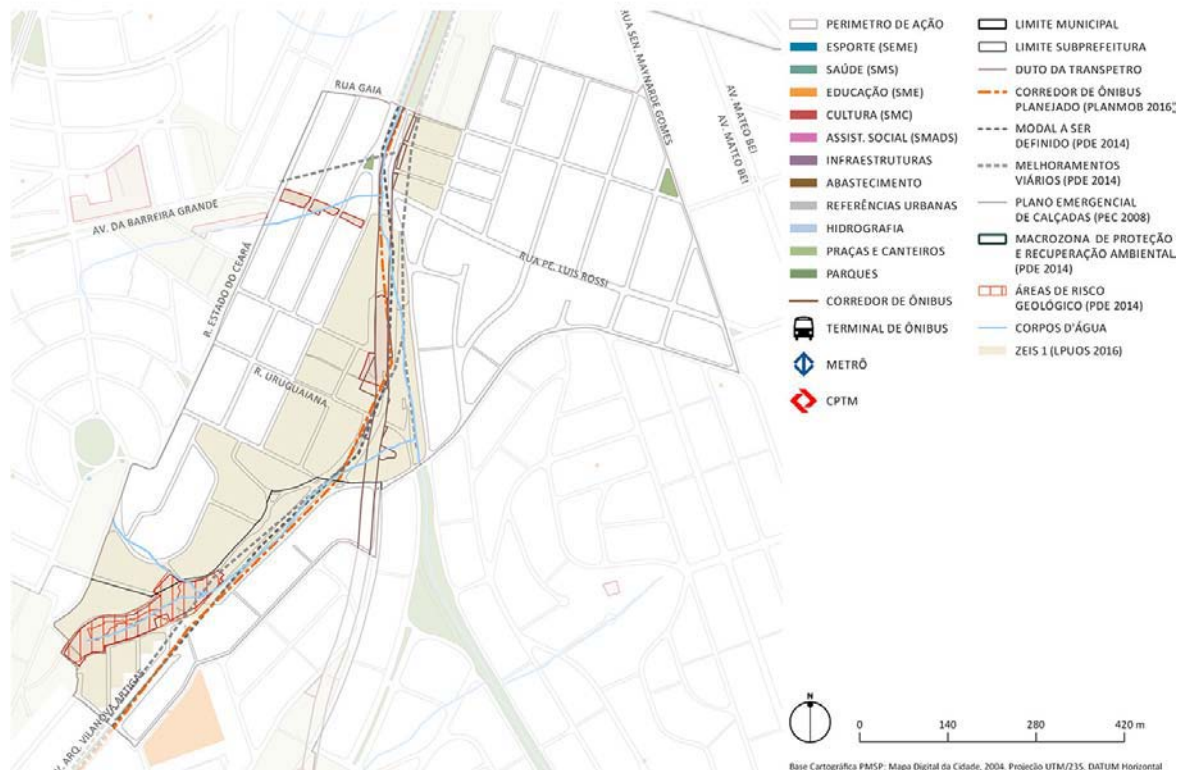 RUA GAIA
RUA SEN. MAYNARDE GOMES
AV. MATEO BEI
AV. MATEO BEI
AV. DA BARREIRA GRANDE
R. ESTADO DO CEARÁ
RUA PE. LUIS ROSSI
R. URUGUAIANA
V. ARQ. VILANOVA ARTIGAS
PERIMETRO DE AÇÃO
ESPORTE (SEME)
SAÚDE (SMS)
EDUCAÇÃO (SME)
CULTURA (SMC)
ASSIST. SOCIAL (SMADS)
INFRAESTRUTURAS
ABASTECIMENTO
REFERÊNCIAS URBANAS
HIDROGRAFIA
PRAÇAS E CANTEIROS
PARQUES
CORREDOR DE ÔNIBUS
TERMINAL DE ÔNIBUS
METRÔ
CPTM
LIMITE MUNICIPAL
LIMITE SUBPREFEITURA
DUTO DA TRANSPETRO
CORREDOR DE ÔNIBUS
PLANEJADO (PLANMOB 2016)
MODAL A SER
DEFINIDO (PDE 2014)
MELHORAMENTOS
VIÁRIOS (PDE 2014)
PLANO EMERGENCIAL
DE CALÇADAS (PEC 2008)
MACROZONA DE PROTEÇÃO
E RECUPERAÇÃO AMBIENTAL
(PDE 2014)
ÁREAS DE RISCO
GEOLÓGICO (PDE 2014)
CORPOS D'ÁGUA
ZEIS 1 (LPUOS 2016)
N
0 140 280 420 m
Base Cartográfica PMSP: Mapa Digital da Cidade, 2004. Projeção UTM/23S. DATUM Horizontal